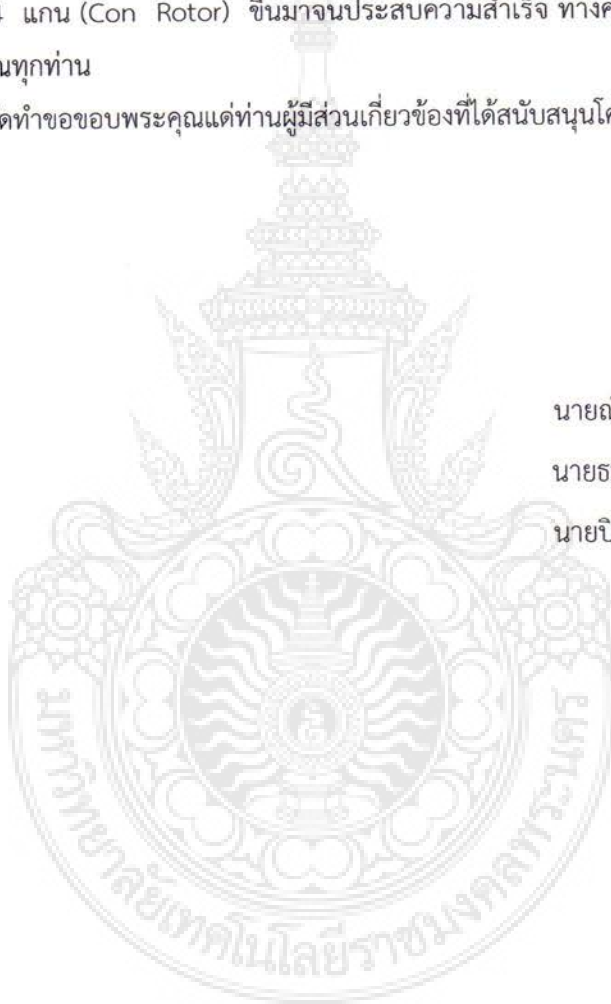 แกน (Con Rotor) ขึ้นมาจนประสบความสำเร็จ ทางค
นทุกท่าน
ดทำขอขอบพระคุณแด่ท่านผู้มีส่วนเกี่ยวข้องที่ได้สนับสนุนโค
นายณ
นายธ
นายปิ
มหาวิทยาลัยเทคโนโลยีราชมงคลพระนคร